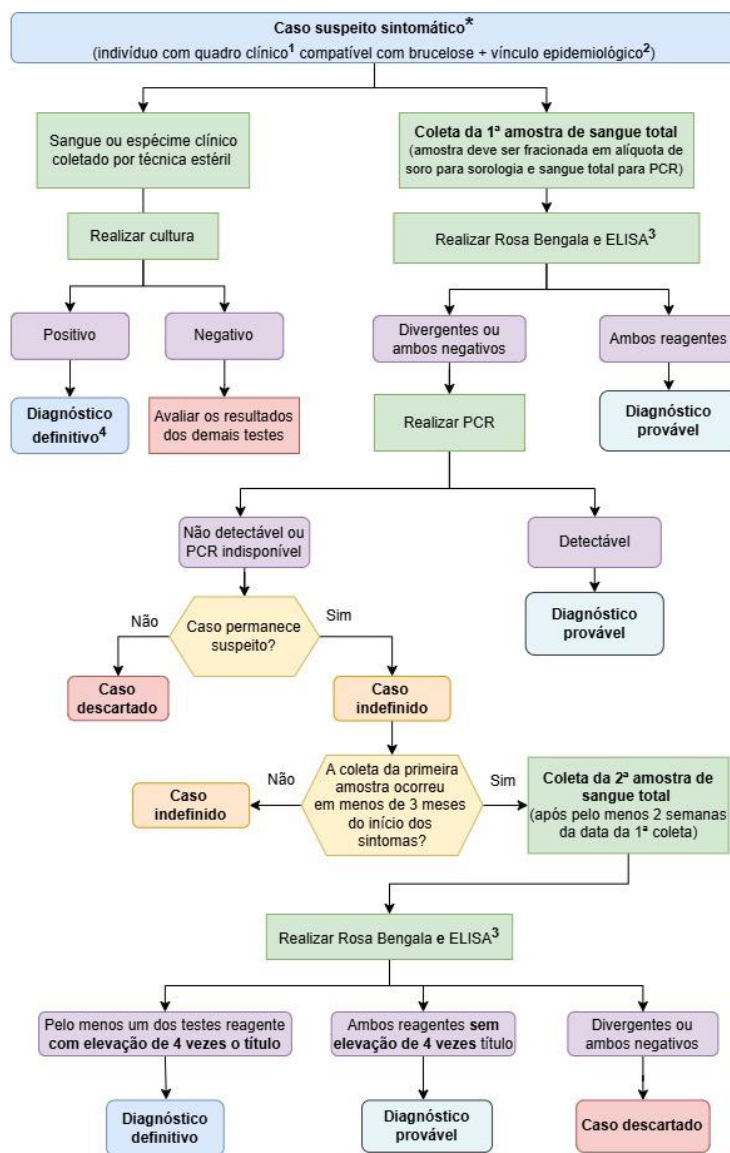 Caso suspeito sintomático*
(indivíduo com quadro clínico1 compatível com brucelose + vínculo epidemiológico2)
Sangue ou espécime clínico
coletado por técnica estéril
Coleta da 1ª amostra de sangue total
(amostra deve ser fracionada em alíquota de
soro para sorologia e sangue total para PCR)
Realizar cultura
Realizar Rosa Bengala e ELISA3
Positivo
Negativo
Divergentes ou
ambos negativos
Ambos reagentes
Diagnóstico
definitivo4
Avaliar os resultados
dos demais testes
Realizar PCR
Diagnóstico
provável
Não detectável ou
PCR indisponível
Detectável
Não
Caso permanece
suspeito?
Sim
Diagnóstico
provável
Caso
descartado
Caso
indefinido
Caso
indefinido
Não
A coleta da primeira
amostra ocorreu
em menos de 3 meses
do início dos
sintomas?
Sim
Coleta da 2ª amostra de
sangue total
(após pelo menos 2 semanas
da data da 1ª coleta)
Realizar Rosa Bengala e ELISA3
Pelo menos um dos testes reagente
com elevação de 4 vezes o título
Ambos reagentes sem
elevação de 4 vezes título
Divergentes ou
ambos negativos
Diagnóstico
definitivo
Diagnóstico
provável
Caso descartado